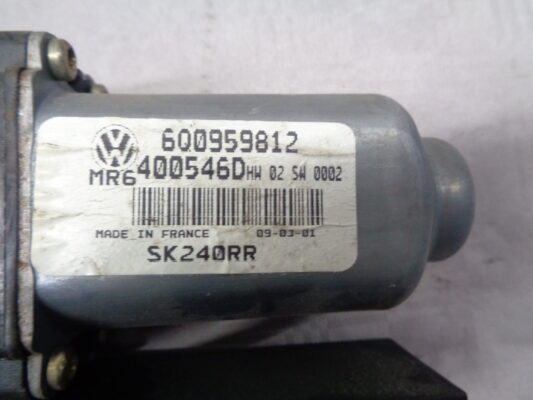 6Q0959812
MR6 400546D HW 02 SW 0002
MADE IN FRANCE 09-03-01
SK240RR